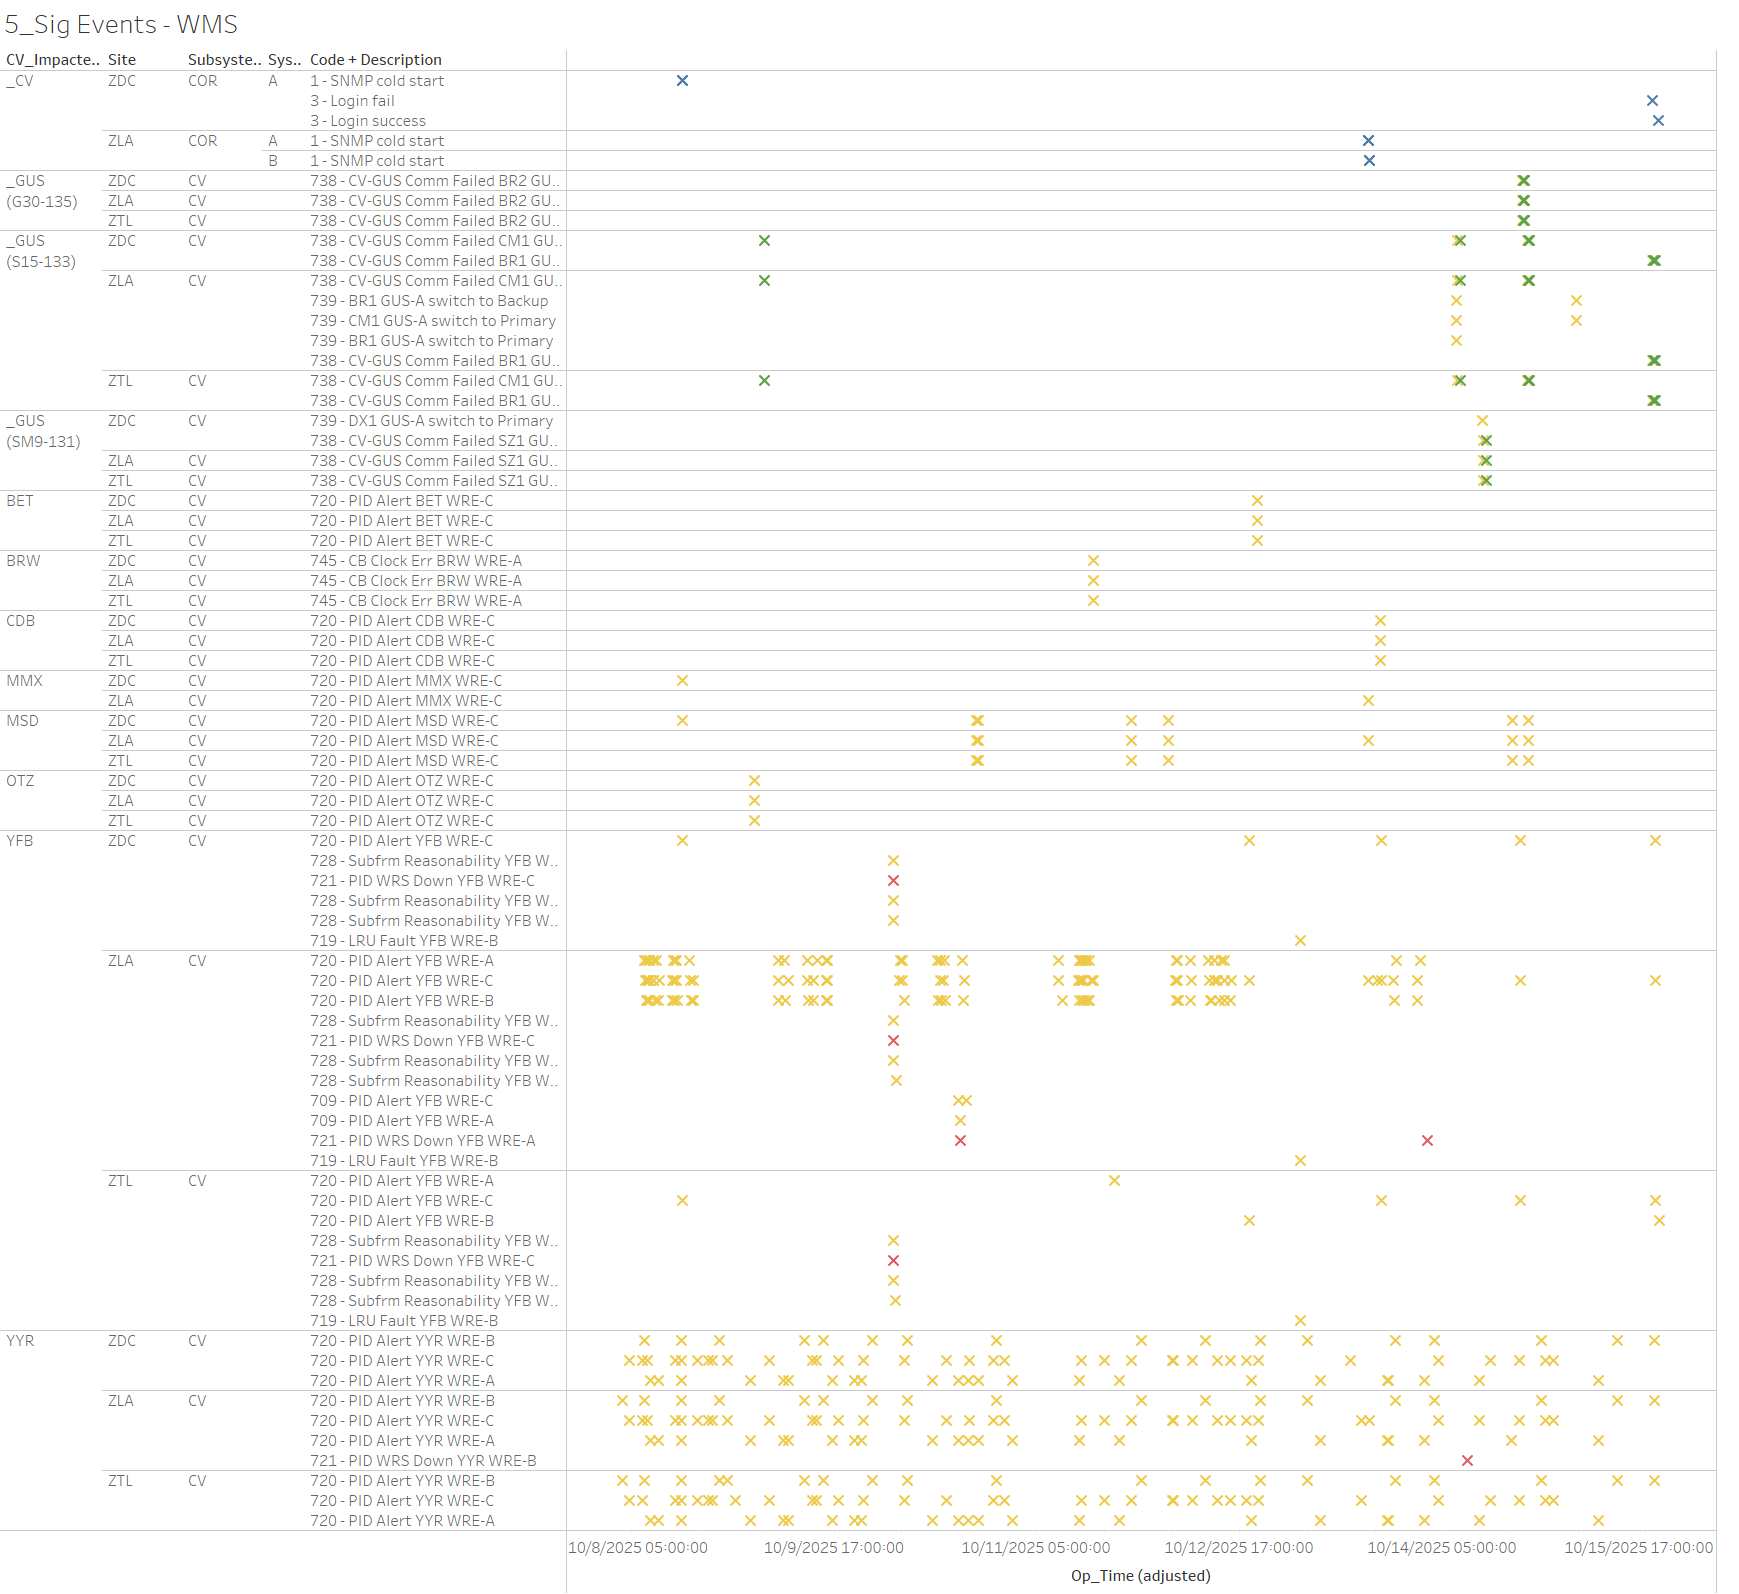 5_Sig Events - WMS
CV_Impacte.. Site Subsyste.. Sys.. Code + Description
_CV ZDC COR A 1 - SNMP cold start
3 - Login fail
3 - Login success
ZLA COR A 1 - SNMP cold start
B 1 - SNMP cold start
_GUS (G30-135) ZDC CV 738 - CV-GUS Comm Failed BR2 GU..
ZLA CV 738 - CV-GUS Comm Failed BR2 GU..
ZTL CV 738 - CV-GUS Comm Failed BR2 GU..
_GUS (S15-133) ZDC CV 738 - CV-GUS Comm Failed CM1 GU..
738 - CV-GUS Comm Failed BR1 GU..
ZLA CV 738 - CV-GUS Comm Failed CM1 GU..
739 - BR1 GUS-A switch to Backup
739 - CM1 GUS-A switch to Primary
739 - BR1 GUS-A switch to Primary
738 - CV-GUS Comm Failed BR1 GU..
ZTL CV 738 - CV-GUS Comm Failed CM1 GU..
738 - CV-GUS Comm Failed BR1 GU..
_GUS (SM9-131) ZDC CV 739 - DX1 GUS-A switch to Primary
738 - CV-GUS Comm Failed SZ1 GU..
ZLA CV 738 - CV-GUS Comm Failed SZ1 GU..
ZTL CV 738 - CV-GUS Comm Failed SZ1 GU..
BET ZDC CV 720 - PID Alert BET WRE-C
ZLA CV 720 - PID Alert BET WRE-C
ZTL CV 720 - PID Alert BET WRE-C
BRW ZDC CV 745 - CB Clock Err BRW WRE-A
ZLA CV 745 - CB Clock Err BRW WRE-A
ZTL CV 745 - CB Clock Err BRW WRE-A
CDB ZDC CV 720 - PID Alert CDB WRE-C
ZLA CV 720 - PID Alert CDB WRE-C
ZTL CV 720 - PID Alert CDB WRE-C
MMX ZDC CV 720 - PID Alert MMX WRE-C
ZLA CV 720 - PID Alert MMX WRE-C
MSD ZDC CV 720 - PID Alert MSD WRE-C
ZLA CV 720 - PID Alert MSD WRE-C
ZTL CV 720 - PID Alert MSD WRE-C
OTZ ZDC CV 720 - PID Alert OTZ WRE-C
ZLA CV 720 - PID Alert OTZ WRE-C
ZTL CV 720 - PID Alert OTZ WRE-C
YFB ZDC CV 720 - PID Alert YFB WRE-C
728 - Subfrm Reasonability YFB W..
721 - PID WRS Down YFB WRE-C
728 - Subfrm Reasonability YFB W..
728 - Subfrm Reasonability YFB W..
719 - LRU Fault YFB WRE-B
ZLA CV 720 - PID Alert YFB WRE-A
720 - PID Alert YFB WRE-C
720 - PID Alert YFB WRE-B
728 - Subfrm Reasonability YFB W..
721 - PID WRS Down YFB WRE-C
728 - Subfrm Reasonability YFB W..
728 - Subfrm Reasonability YFB W..
709 - PID Alert YFB WRE-C
709 - PID Alert YFB WRE-A
721 - PID WRS Down YFB WRE-A
719 - LRU Fault YFB WRE-B
ZTL CV 720 - PID Alert YFB WRE-A
720 - PID Alert YFB WRE-C
720 - PID Alert YFB WRE-B
728 - Subfrm Reasonability YFB W..
721 - PID WRS Down YFB WRE-C
728 - Subfrm Reasonability YFB W..
728 - Subfrm Reasonability YFB W..
719 - LRU Fault YFB WRE-B
YYR ZDC CV 720 - PID Alert YYR WRE-B
720 - PID Alert YYR WRE-C
720 - PID Alert YYR WRE-A
ZLA CV 720 - PID Alert YYR WRE-B
720 - PID Alert YYR WRE-C
720 - PID Alert YYR WRE-A
721 - PID WRS Down YYR WRE-B
ZTL CV 720 - PID Alert YYR WRE-B
720 - PID Alert YYR WRE-C
720 - PID Alert YYR WRE-A
10/8/2025 05:00:00 10/9/2025 17:00:00 10/11/2025 05:00:00 10/12/2025 17:00:00 10/14/2025 05:00:00 10/15/2025 17:00:00
Op_Time (adjusted)